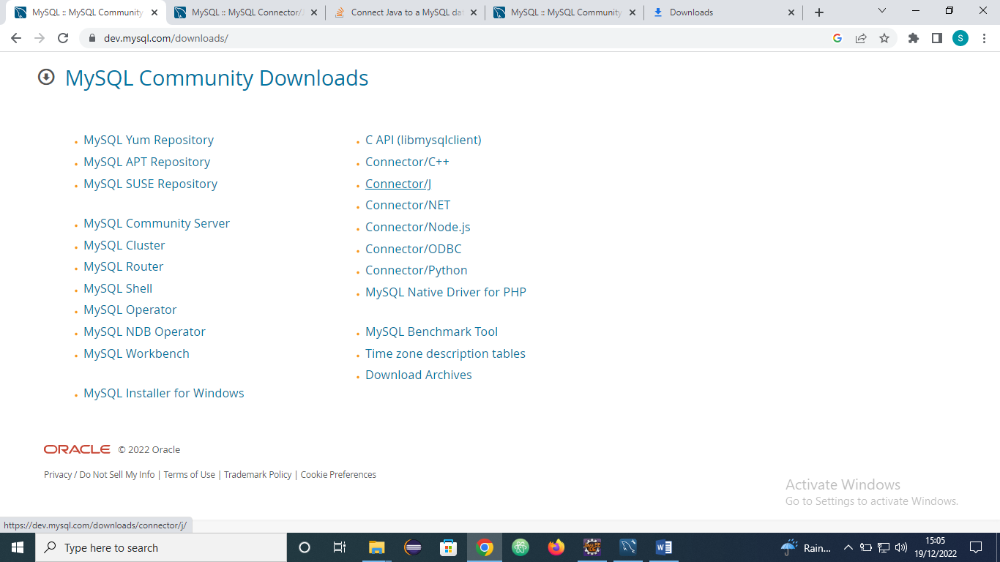 MySQL :: MySQL Community
MySQL :: MySQL Connector/J
Connect Java to a MySQL dat
MySQL :: MySQL Community
Downloads
dev.mysql.com/downloads/
S
MySQL Community Downloads
MySQL Yum Repository
MySQL APT Repository
MySQL SUSE Repository
MySQL Community Server
MySQL Cluster
MySQL Router
MySQL Shell
MySQL Operator
MySQL NDB Operator
MySQL Workbench
MySQL Installer for Windows
C API (libmysqlclient)
Connector/C++
Connector/J
Connector/NET
Connector/Node.js
Connector/ODBC
Connector/Python
MySQL Native Driver for PHP
MySQL Benchmark Tool
Time zone description tables
Download Archives
ORACLE © 2022 Oracle
Privacy / Do Not Sell My Info | Terms of Use | Trademark Policy | Cookie Preferences
Activate Windows
Go to Settings to activate Windows.
https://dev.mysql.com/downloads/connector/j/
Type here to search
Rain...
15:05
19/12/2022